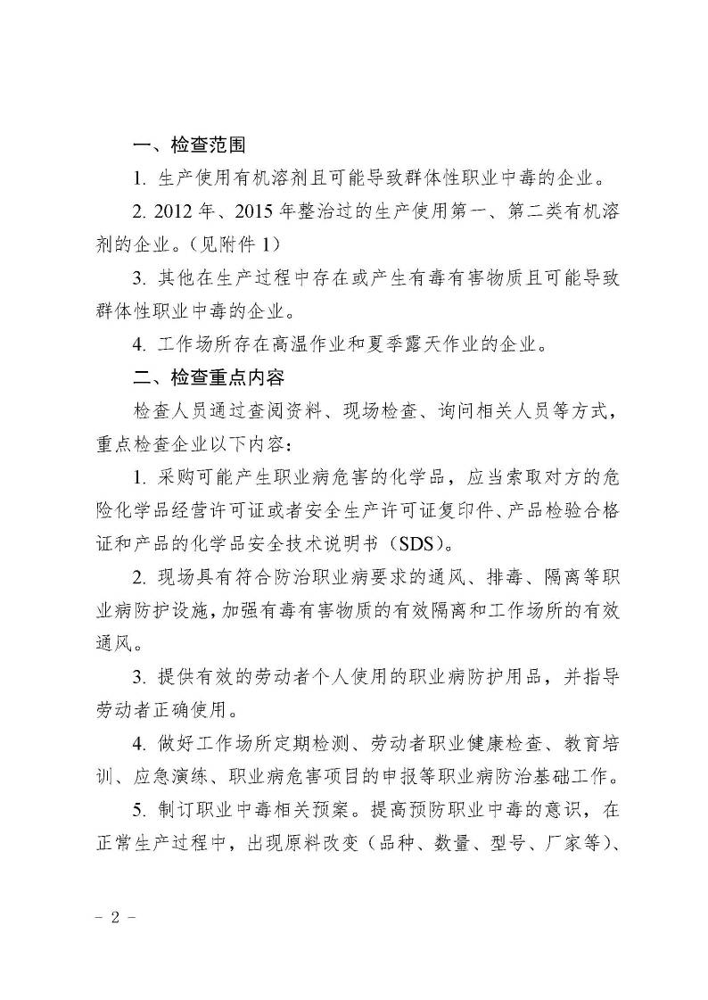 一、检查范围
1. 生产使用有机溶剂且可能导致群体性职业中毒的企业。
2. 2012 年、2015 年整治过的生产使用第一、第二类有机溶
剂的企业。（见附件 1）
3. 其他在生产过程中存在或产生有毒有害物质且可能导致
群体性职业中毒的企业。
4. 工作场所存在高温作业和夏季露天作业的企业。
二、检查重点内容
检查人员通过查阅资料、现场检查、询问相关人员等方式，
重点检查企业以下内容：
1. 采购可能产生职业病危害的化学品，应当索取对方的危
险化学品经营许可证或者安全生产许可证复印件、产品检验合格
证和产品的化学品安全技术说明书（SDS）。
2. 现场具有符合防治职业病要求的通风、排毒、隔离等职
业病防护设施，加强有毒有害物质的有效隔离和工作场所的有效
通风。
3. 提供有效的劳动者个人使用的职业病防护用品，并指导
劳动者正确使用。
4. 做好工作场所定期检测、劳动者职业健康检查、教育培
训、应急演练、职业病危害项目的申报等职业病防治基础工作。
5. 制订职业中毒相关预案。提高预防职业中毒的意识，在
正常生产过程中，出现原料改变（品种、数量、型号、厂家等）、
- 2 -